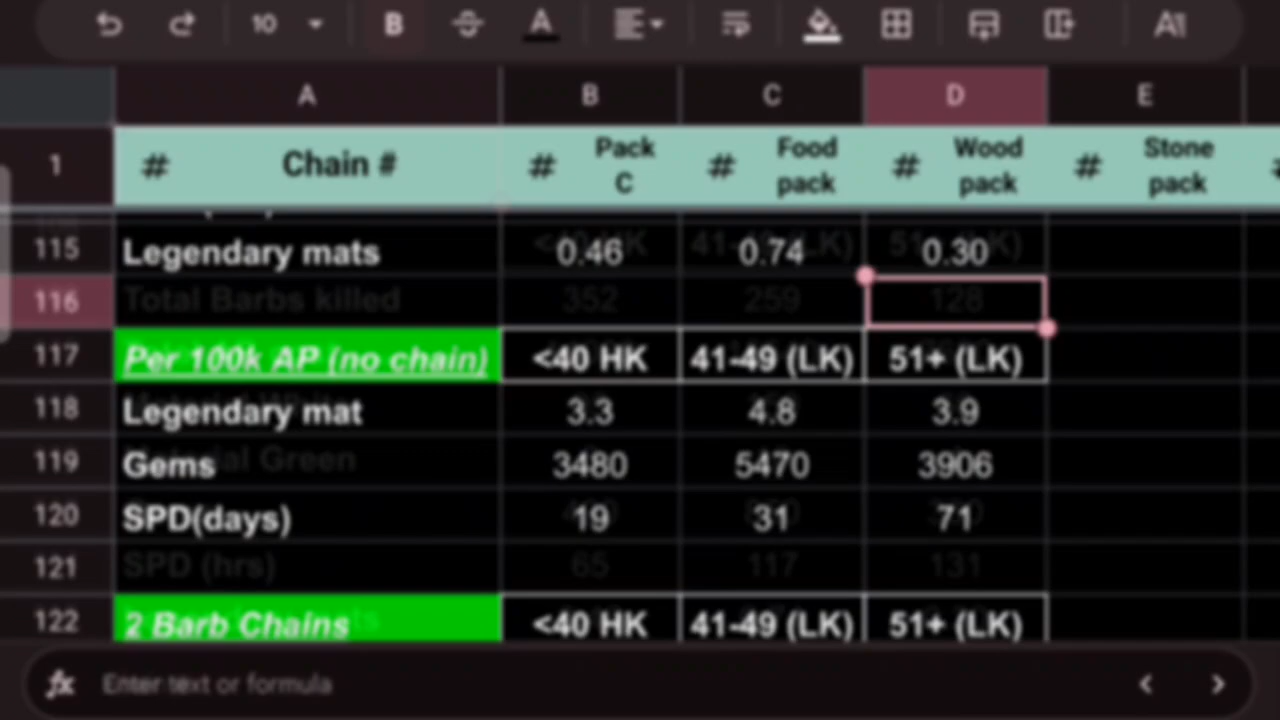 10 B A A
A B C D E
1 # Chain # # Pack C # Food pack # Wood pack # Stone pack
115 Legendary mats 0.46 0.74 0.30
116 Total Barbs killed 352 259 128
117 Per 100k AP (no chain) <40 HK 41-49 (LK) 51+ (LK)
118 Legendary mat 3.3 4.8 3.9
119 Gems 3480 5470 3906
120 SPD(days) 19 31 71
121 SPD (hrs) 65 117 131
122 2 Barb Chains <40 HK 41-49 (LK) 51+ (LK)
fx Enter text or formula